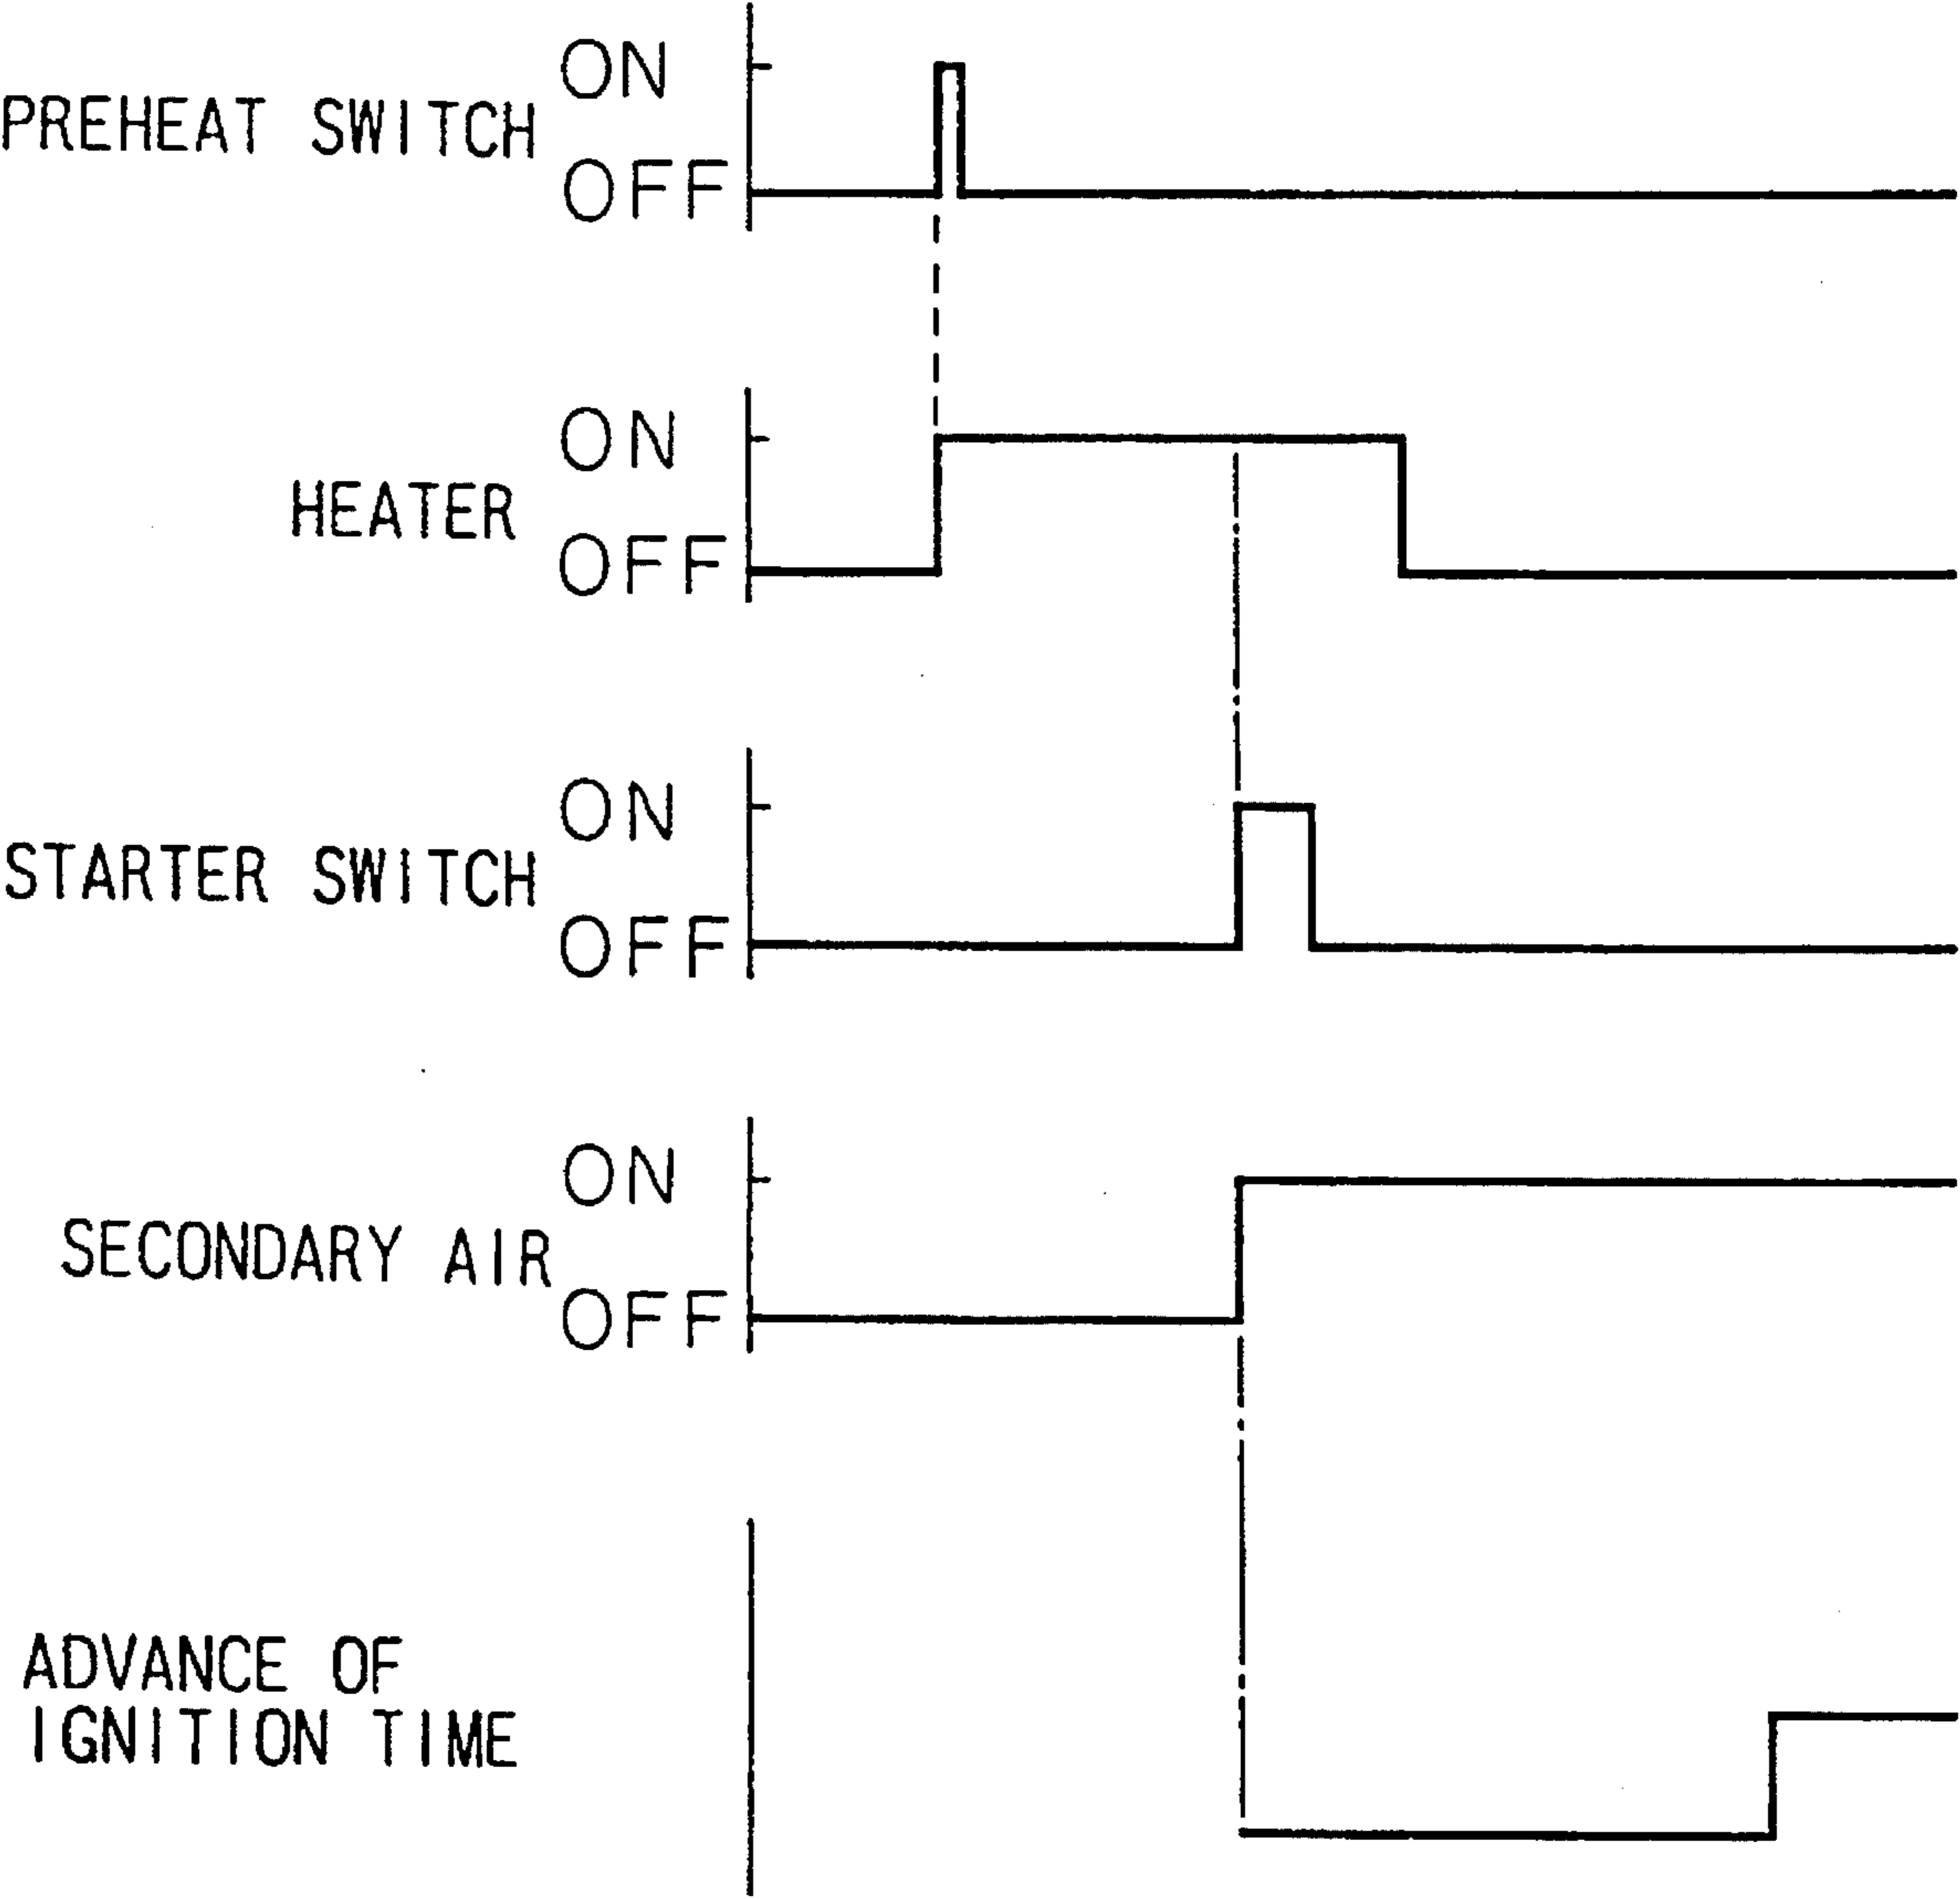 ON
PREHEAT SWITCH
OFF
ON
HEATER
OFF
ON
STARTER SWITCH
OFF
ON
SECONDARY AIR
OFF
ADVANCE OF
IGNITION TIME